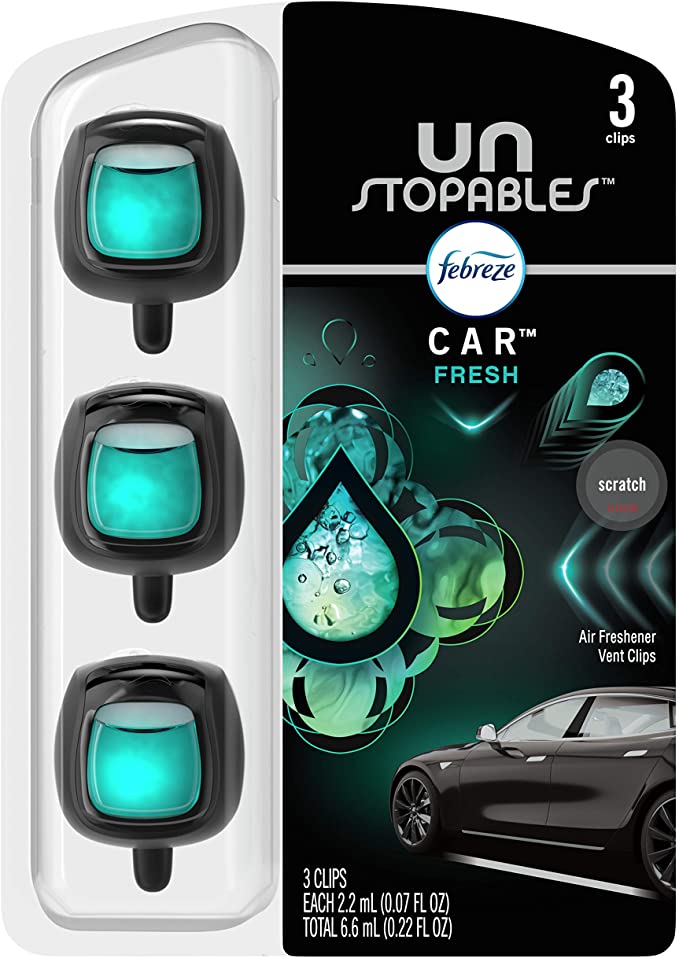 3
clips
UN
STOPABLES™
febreze
CAR™
FRESH
scratch
Air Freshener
Vent Clips
3 CLIPS
EACH 2.2 mL (0.07 FL OZ)
TOTAL 6.6 mL (0.22 FL OZ)